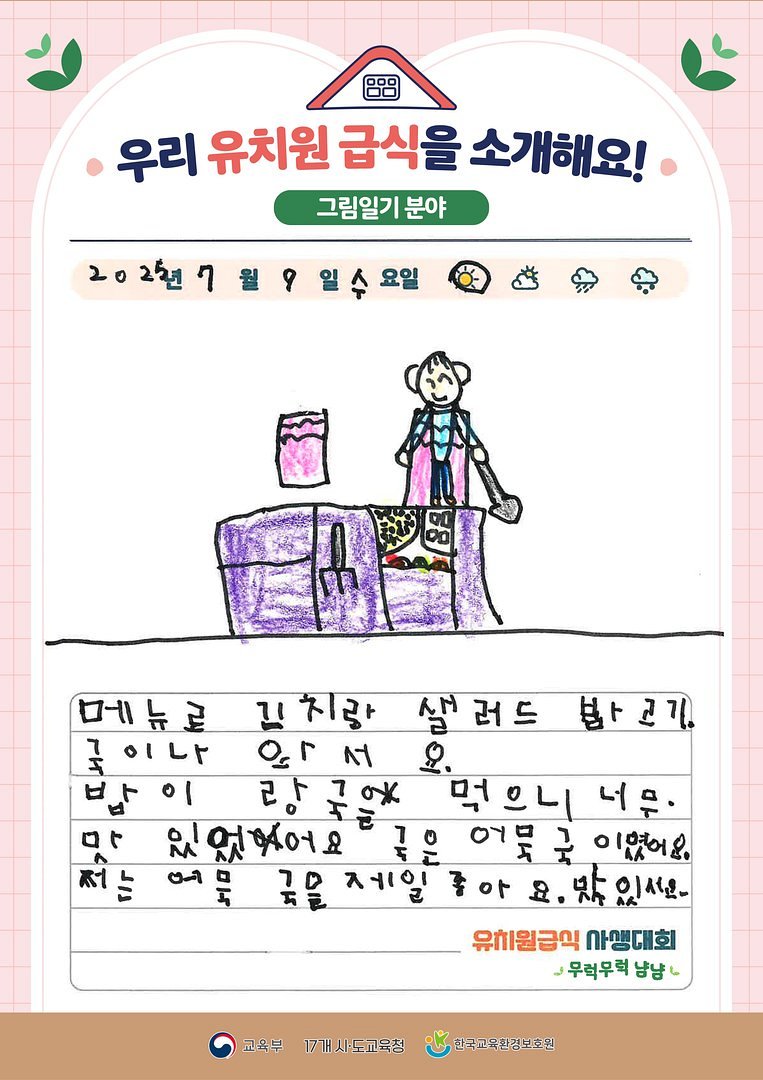 우리 유치원 급식을 소개해요!
그림일기 분야
2025년 7월 9일 수요일
메뉴로 김치랑 샐러드 밥 고기.
국이나 와서요.
밥이랑 국을 먹으니 너무.
맛있었어요 국은 어묵국이였어요.
저는 어묵국을 제일 좋아요. 맜있서요.
유치원급식 사생대회
무럭무럭 냠냠
교육부 17개 시·도교육청 한국교육환경보호원